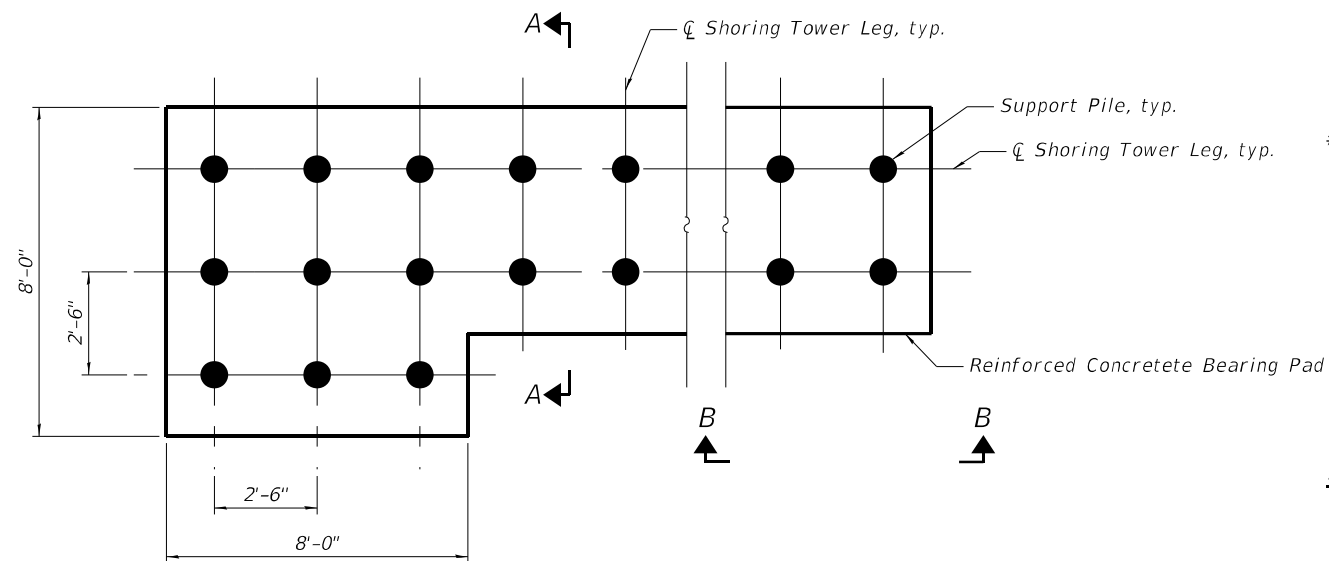 A
℄ Shoring Tower Leg, typ.
Support Pile, typ.
℄ Shoring Tower Leg, typ.
*
8'-0"
2'-6"
Reinforced Concretete Bearing Pad
A
B
B
2'-6"
8'-0"